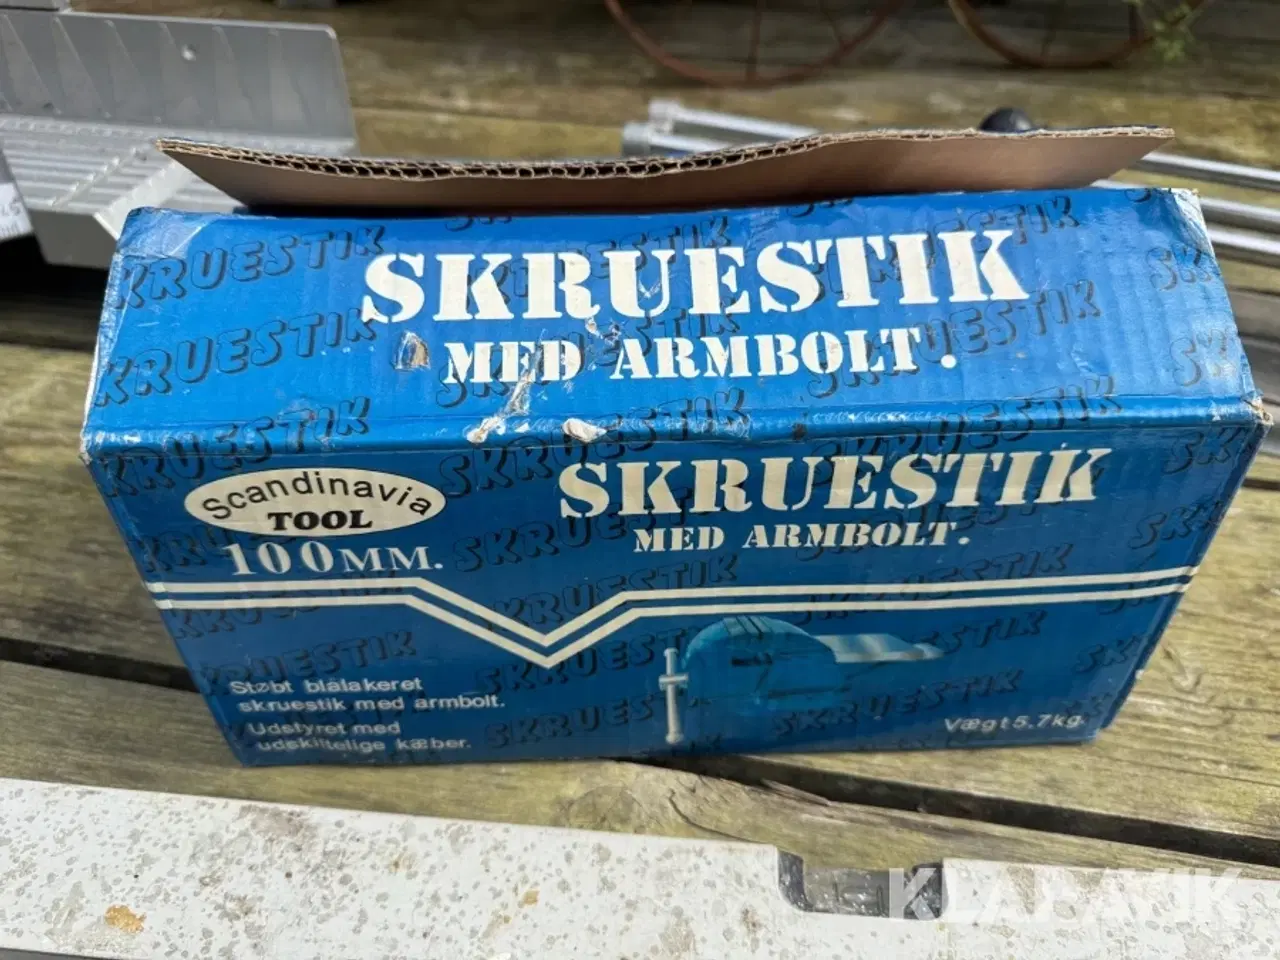 SKRUESTIK
MED ARMBOLT.
Scandinavia
TOOL
100MM.
SKRUESTIK
MED ARMBOLT.
Støbt blålakeret
skruestik med armbolt.
Udstyret med
udskiftelige kæber.
Vægt 5.7kg.
KLARAVIK